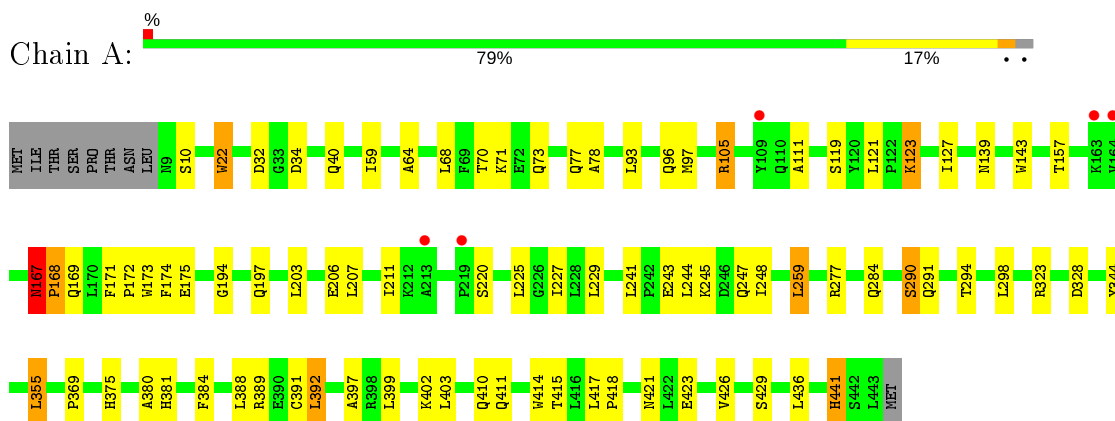 %
Chain A:
79% 17% • •
MET ILE THR SER PRO THR ASN LEU N9 S10 W22 D32 G33 D34 Q40 I59 A64 L68 F69 T70 K71 E72 Q73 Q77 A78 L93 Q96 M97 R105 Y109 Q110 A111 S119 Y120 L121 P122 K123 I127 N139 W143 T157 K163 V164
N167 P168 Q169 L170 F171 P172 W173 F174 E175 G194 Q197 L203 E206 L207 I211 K212 A213 P219 S220 L225 G226 I227 L228 L229 L241 P242 E243 L244 K245 D246 Q247 I248 L259 R277 Q284 S290 Q291 T294 L298 R323 D328 Y344
L355 P369 H375 A380 H381 F384 L388 R389 E390 C391 L392 A397 R398 L399 K402 L403 Q410 Q411 W414 T415 L416 L417 P418 N421 L422 E423 V426 S429 L436 H441 S442 L443 MET